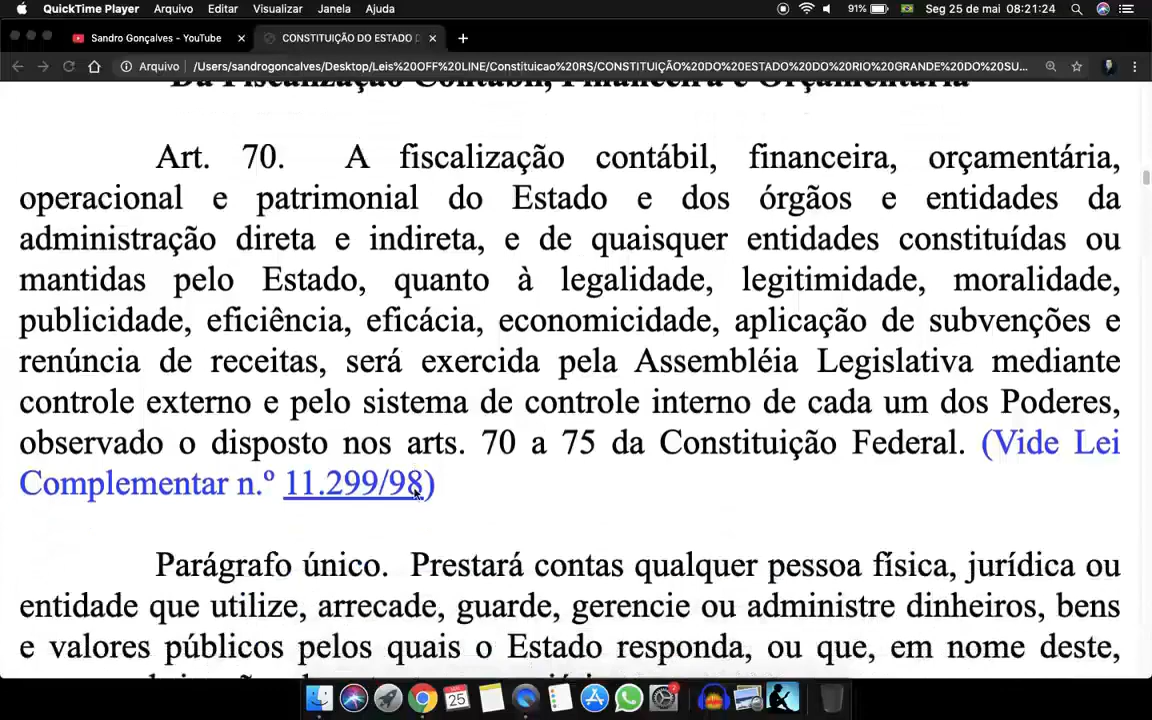 QuickTime Player Arquivo Editar Visualizar Janela Ajuda 91% Seg 25 de mai 08:21:24
Sandro Gonçalves - YouTube CONSTITUIÇÃO DO ESTADO
Arquivo /Users/sandrogoncalves/Desktop/Leis%20OFF%20LINE/Constituicao%20RS/CONSTITUIÇÃO%20DO%20ESTADO%20DO%20RIO%20GRANDE%20DO%20SU...
Da Fiscalização Contábil, Financeira e Orçamentária
Art. 70. A fiscalização contábil, financeira, orçamentária,
operacional e patrimonial do Estado e dos órgãos e entidades da
administração direta e indireta, e de quaisquer entidades constituídas ou
mantidas pelo Estado, quanto à legalidade, legitimidade, moralidade,
publicidade, eficiência, eficácia, economicidade, aplicação de subvenções e
renúncia de receitas, será exercida pela Assembléia Legislativa mediante
controle externo e pelo sistema de controle interno de cada um dos Poderes,
observado o disposto nos arts. 70 a 75 da Constituição Federal. (Vide Lei
Complementar n.º 11.299/98)
Parágrafo único. Prestará contas qualquer pessoa física, jurídica ou
entidade que utilize, arrecade, guarde, gerencie ou administre dinheiros, bens
e valores públicos pelos quais o Estado responda, ou que, em nome deste,
25